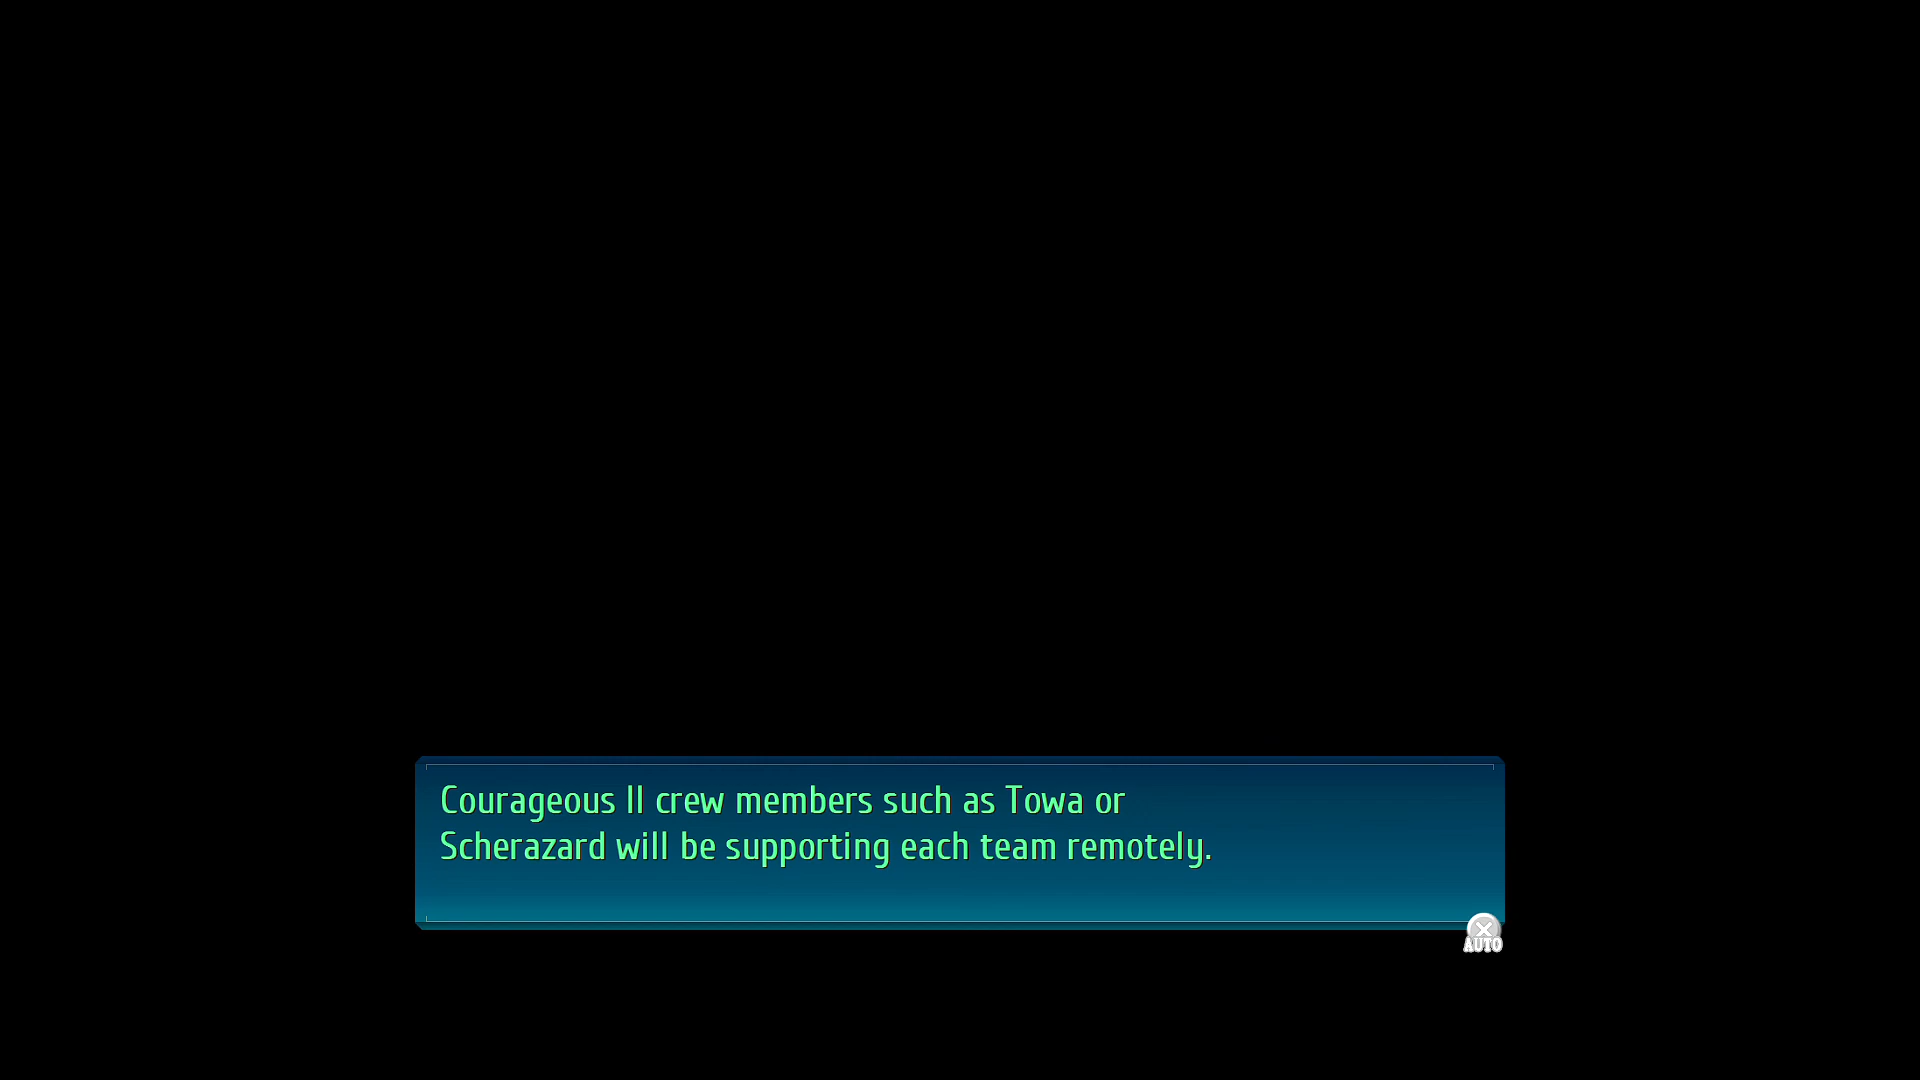 Courageous II crew members such as Towa or
Scherazard will be supporting each team remotely.
AUTO